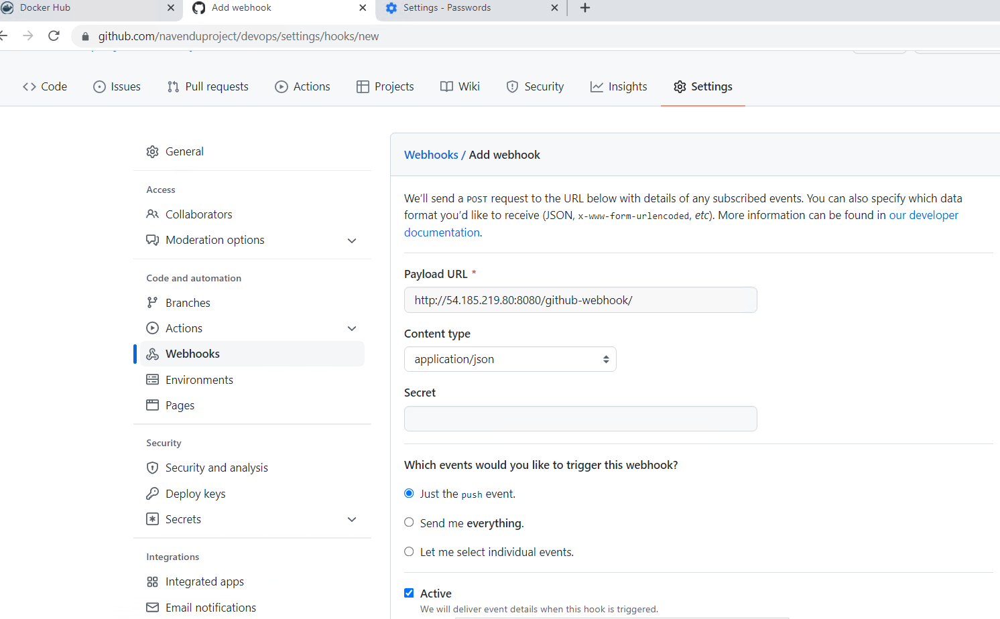 Docker Hub
Add webhook
Settings - Passwords
github.com/navenduproject/devops/settings/hooks/new
Code
Issues
Pull requests
Actions
Projects
Wiki
Security
Insights
Settings
General
Access
Collaborators
Moderation options
Code and automation
Branches
Actions
Webhooks
Environments
Pages
Security
Security and analysis
Deploy keys
Secrets
Integrations
Integrated apps
Email notifications
Webhooks / Add webhook
We’ll send a POST request to the URL below with details of any subscribed events. You can also specify which data
format you’d like to receive (JSON, x-www-form-urlencoded, etc). More information can be found in our developer
documentation.
Payload URL *
http://54.185.219.80:8080/github-webhook/
Content type
application/json
Secret
Which events would you like to trigger this webhook?
Just the push event.
Send me everything.
Let me select individual events.
Active
We will deliver event details when this hook is triggered.